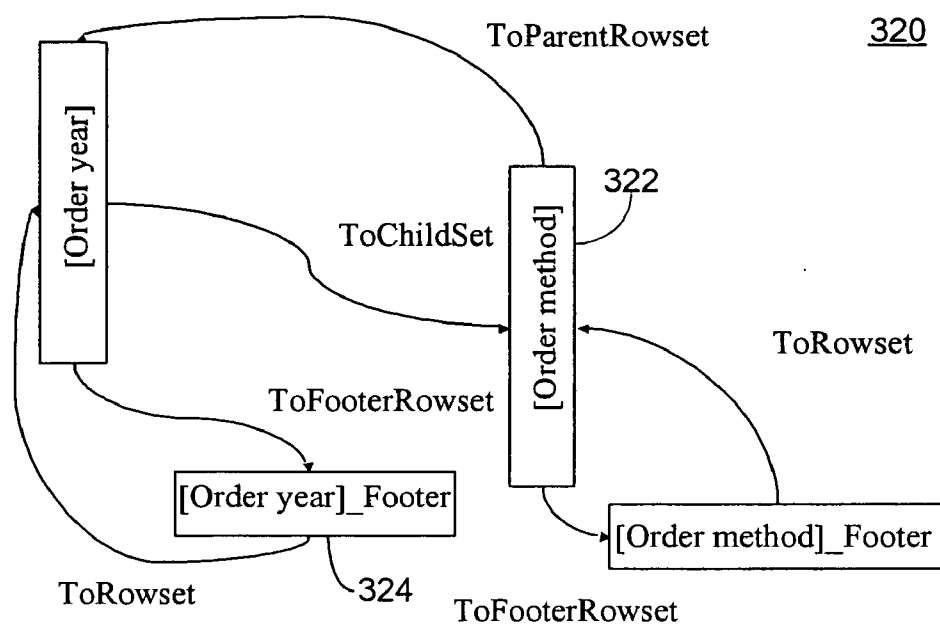 ToParentRowset
320
[Order year]
322
ToChildSet
[Order method]
ToRowset
ToFooterRowset
[Order year]_Footer
[Order method]_Footer
ToRowset
324
ToFooterRowset